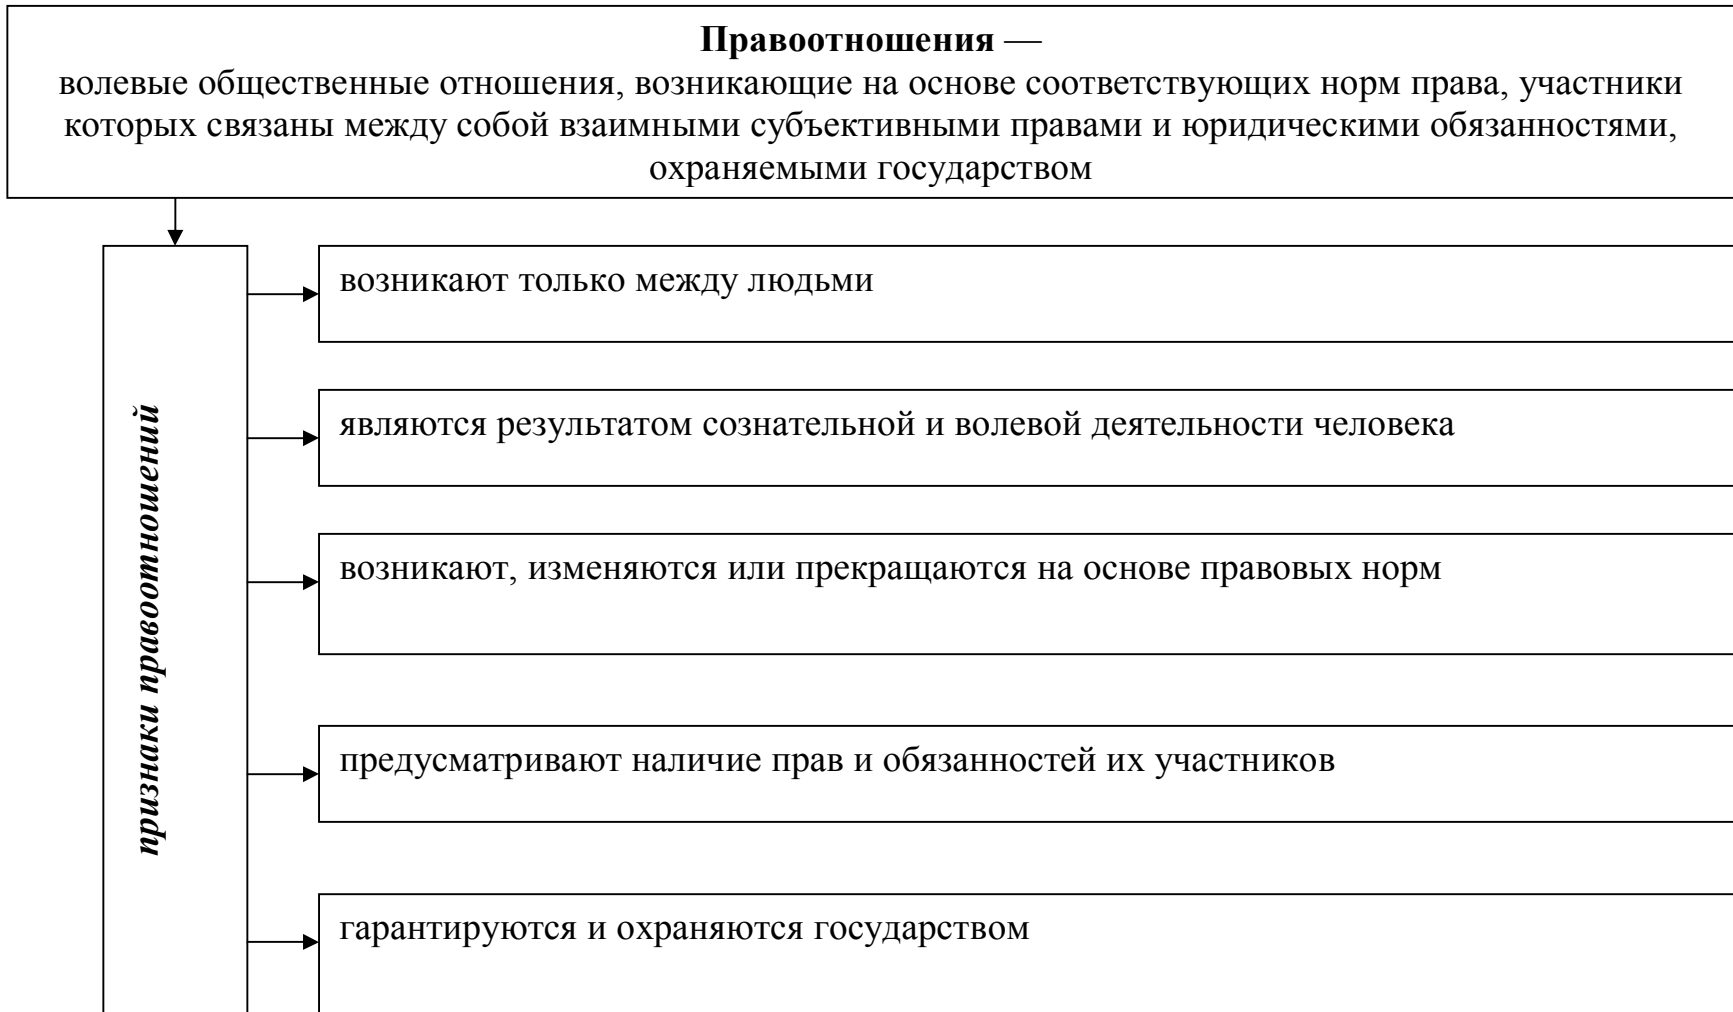 Правоотношения —
волевые общественные отношения, возникающие на основе соответствующих норм права, участники
которых связаны между собой взаимными субъективными правами и юридическими обязанностями,
охраняемыми государством
признаки правоотношений
возникают только между людьми
являются результатом сознательной и волевой деятельности человека
возникают, изменяются или прекращаются на основе правовых норм
предусматривают наличие прав и обязанностей их участников
гарантируются и охраняются государством